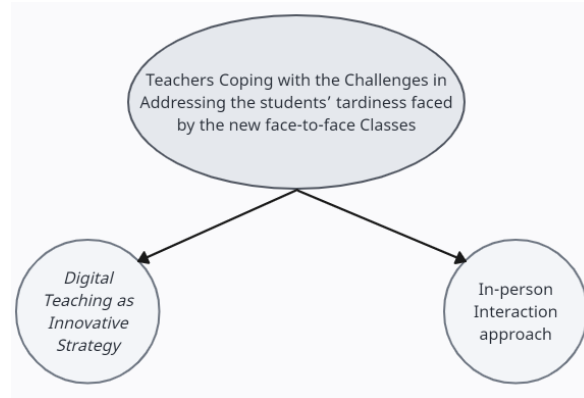 Teachers Coping with the Challenges in
Addressing the students’ tardiness faced
by the new face-to-face Classes
Digital
Teaching as
Innovative
Strategy
In-person
Interaction
approach